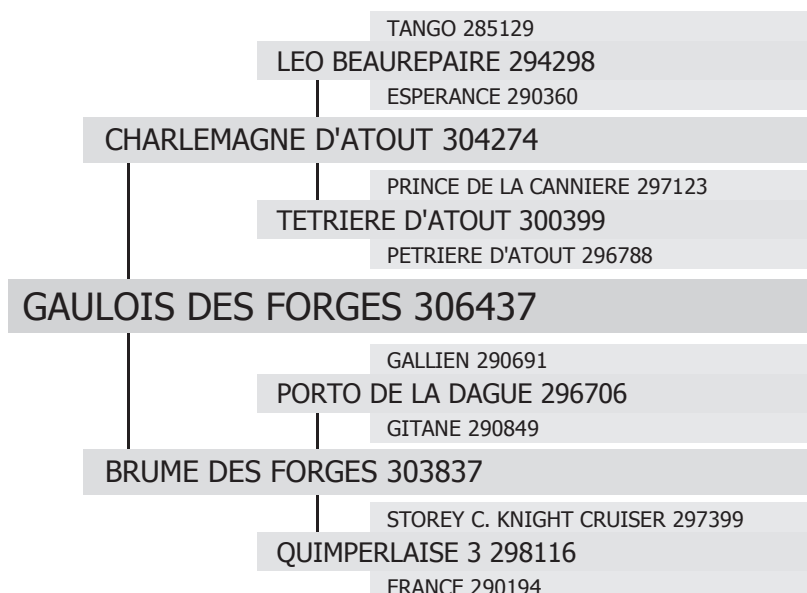 TANGO 285129
LEO BEAUREPAIRE 294298
ESPERANCE 290360
CHARLEMAGNE D'ATOUT 304274
PRINCE DE LA CANNIERE 297123
TETRIERE D'ATOUT 300399
PETRIERE D'ATOUT 296788
GAULOIS DES FORGES 306437
GALLIEN 290691
PORTO DE LA DAGUE 296706
GITANE 290849
BRUME DES FORGES 303837
STOREY C. KNIGHT CRUISER 297399
QUIMPERLAISE 3 298116
FRANCE 290194